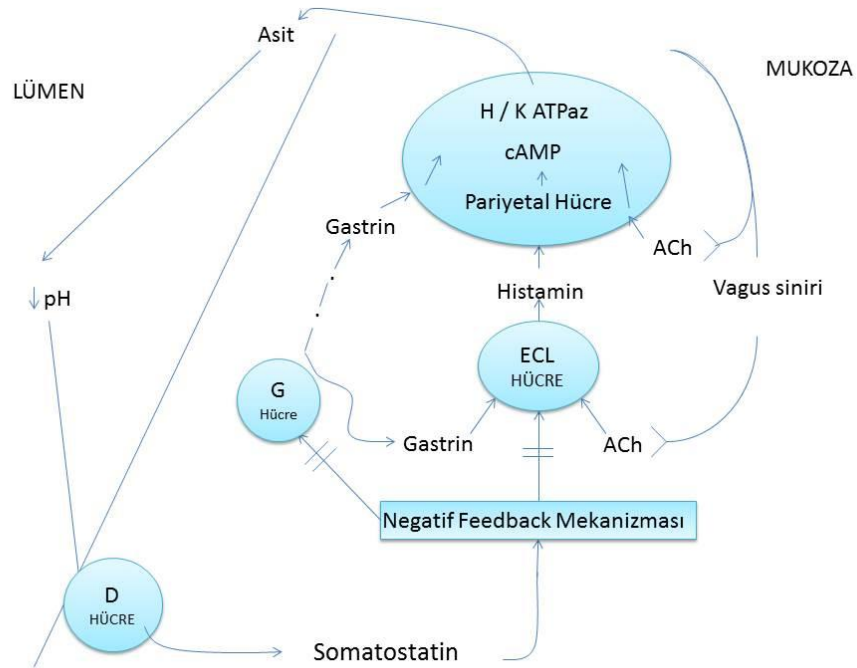 Asit
LÜMEN
MUKOZA
H / K ATPaz
cAMP
Pariyetal Hücre
Gastrin
ACh
↓ pH
Histamin
Vagus siniri
ECL
HÜCRE
G
Hücre
Gastrin
ACh
Negatif Feedback Mekanizması
D
HÜCRE
Somatostatin